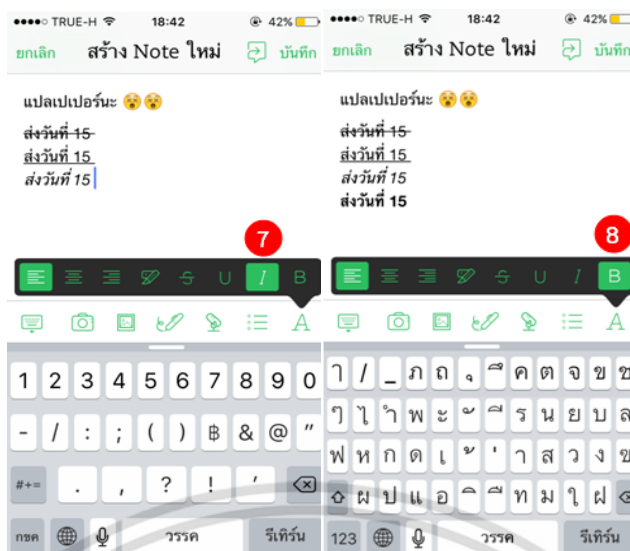 TRUE-H 18:42 42%
ยกเลิก สร้าง Note ใหม่ บันทึก
แปลเปเปอร์นะ 😵😵
ส่งวันที่ 15
ส่งวันที่ 15
ส่งวันที่ 15
7
S U I B
A
1 2 3 4 5 6 7 8 9 0
- / : ; ( ) ฿ & @ "
#+= . , ? ! '
กขค วรรค รีเทิร์น
TRUE-H 18:42 42%
ยกเลิก สร้าง Note ใหม่ บันทึก
แปลเปเปอร์นะ 😵😵
ส่งวันที่ 15
ส่งวันที่ 15
ส่งวันที่ 15
ส่งวันที่ 15
8
S U I B
A
ๅ / _ ภ ถ ุ ึ ค ต จ ข ช
ๆ ไ ำ พ ะ ั ี ร น ย บ ล
ฟ ห ก ด เ ้ ่ า ส ว ง ข
ผ ป แ อ ิ ื ท ม ใ ฝ
123 วรรค รีเทิร์น